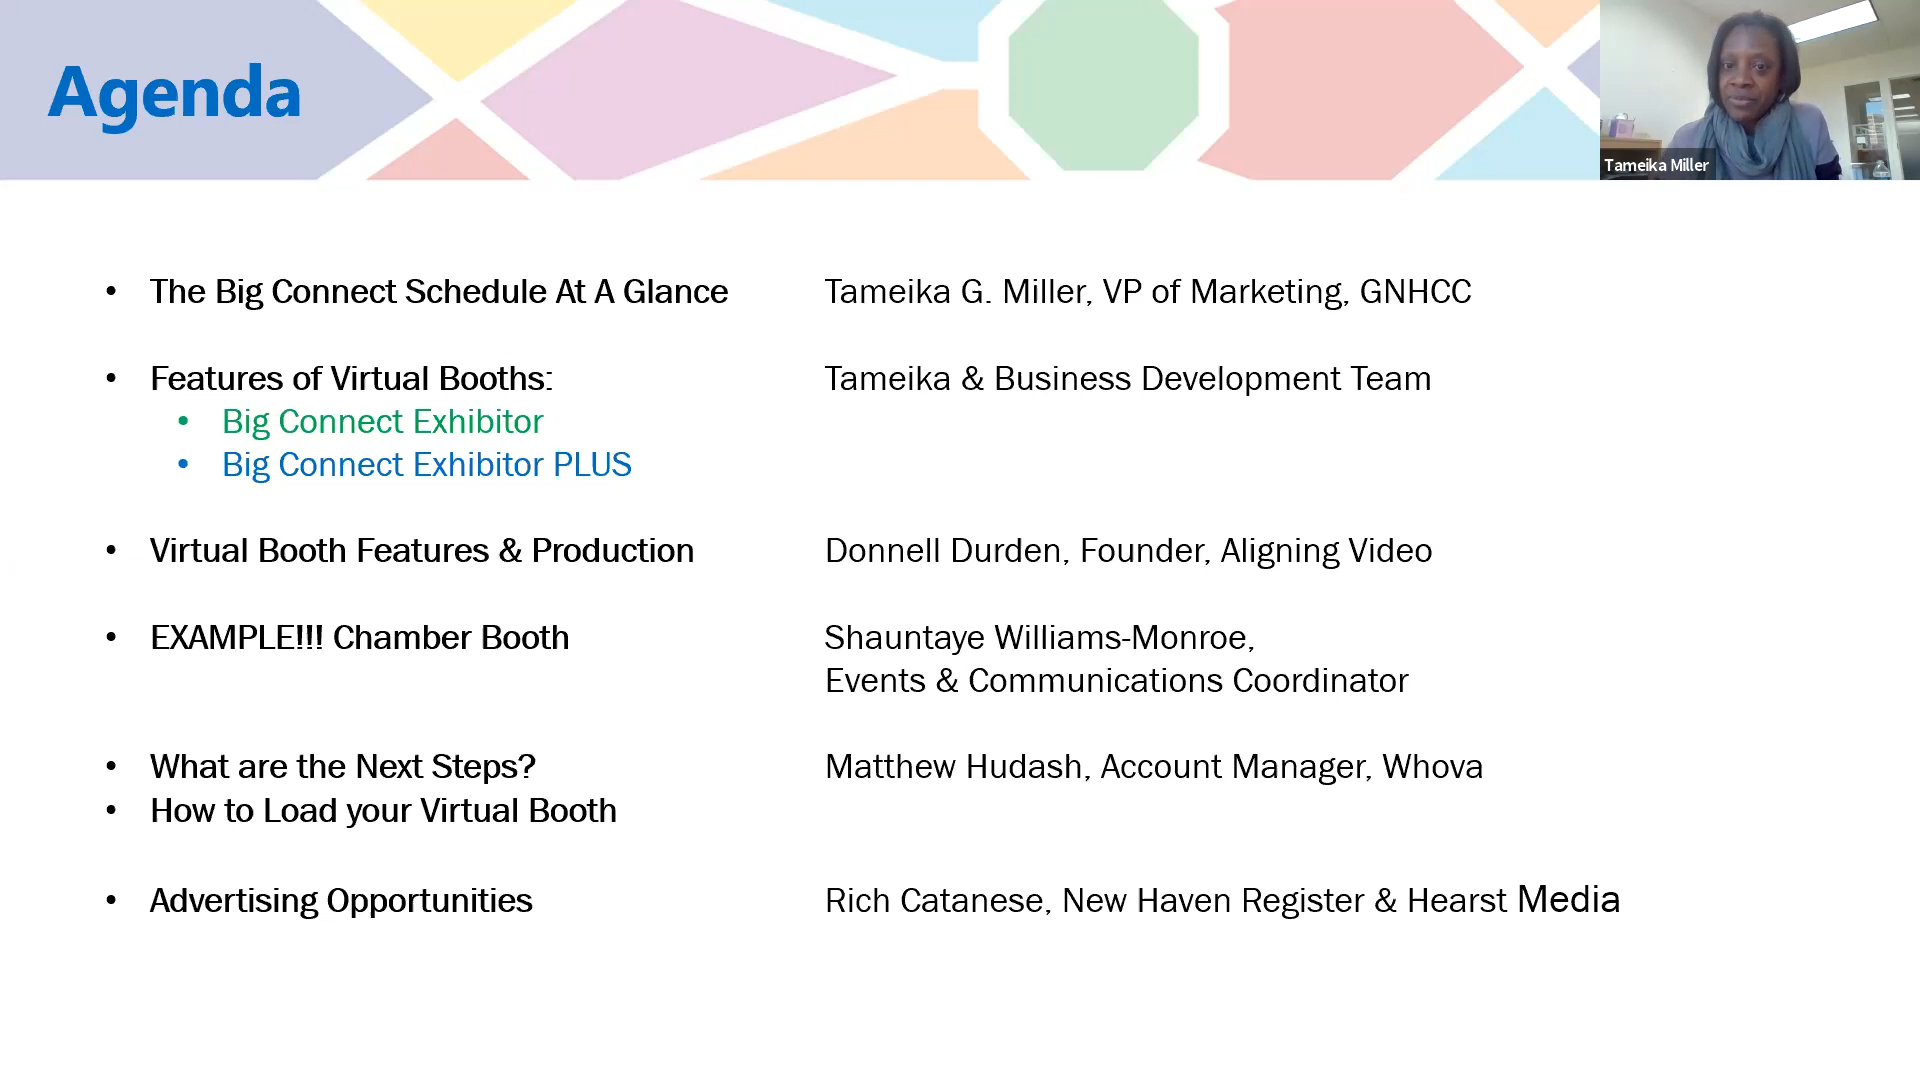 Agenda
Tameika Miller
• The Big Connect Schedule At A Glance Tameika G. Miller, VP of Marketing, GNHCC
• Features of Virtual Booths: Tameika & Business Development Team
• Big Connect Exhibitor
• Big Connect Exhibitor PLUS
• Virtual Booth Features & Production Donnell Durden, Founder, Aligning Video
• EXAMPLE!!! Chamber Booth Shauntaye Williams-Monroe,
Events & Communications Coordinator
• What are the Next Steps? Matthew Hudash, Account Manager, Whova
• How to Load your Virtual Booth
• Advertising Opportunities Rich Catanese, New Haven Register & Hearst Media